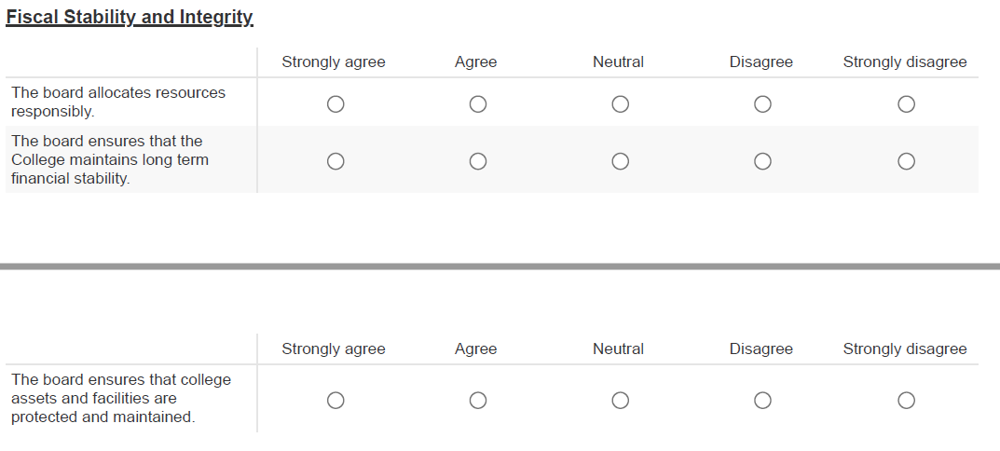 Fiscal Stability and Integrity
Strongly agree Agree Neutral Disagree Strongly disagree
The board allocates resources
responsibly.
The board ensures that the
College maintains long term
financial stability.
Strongly agree Agree Neutral Disagree Strongly disagree
The board ensures that college
assets and facilities are
protected and maintained.